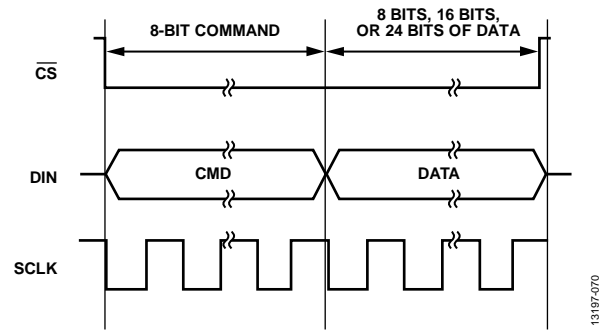 8-BIT COMMAND
8 BITS, 16 BITS,
OR 24 BITS OF DATA
CS
DIN
CMD
DATA
SCLK
13197-070